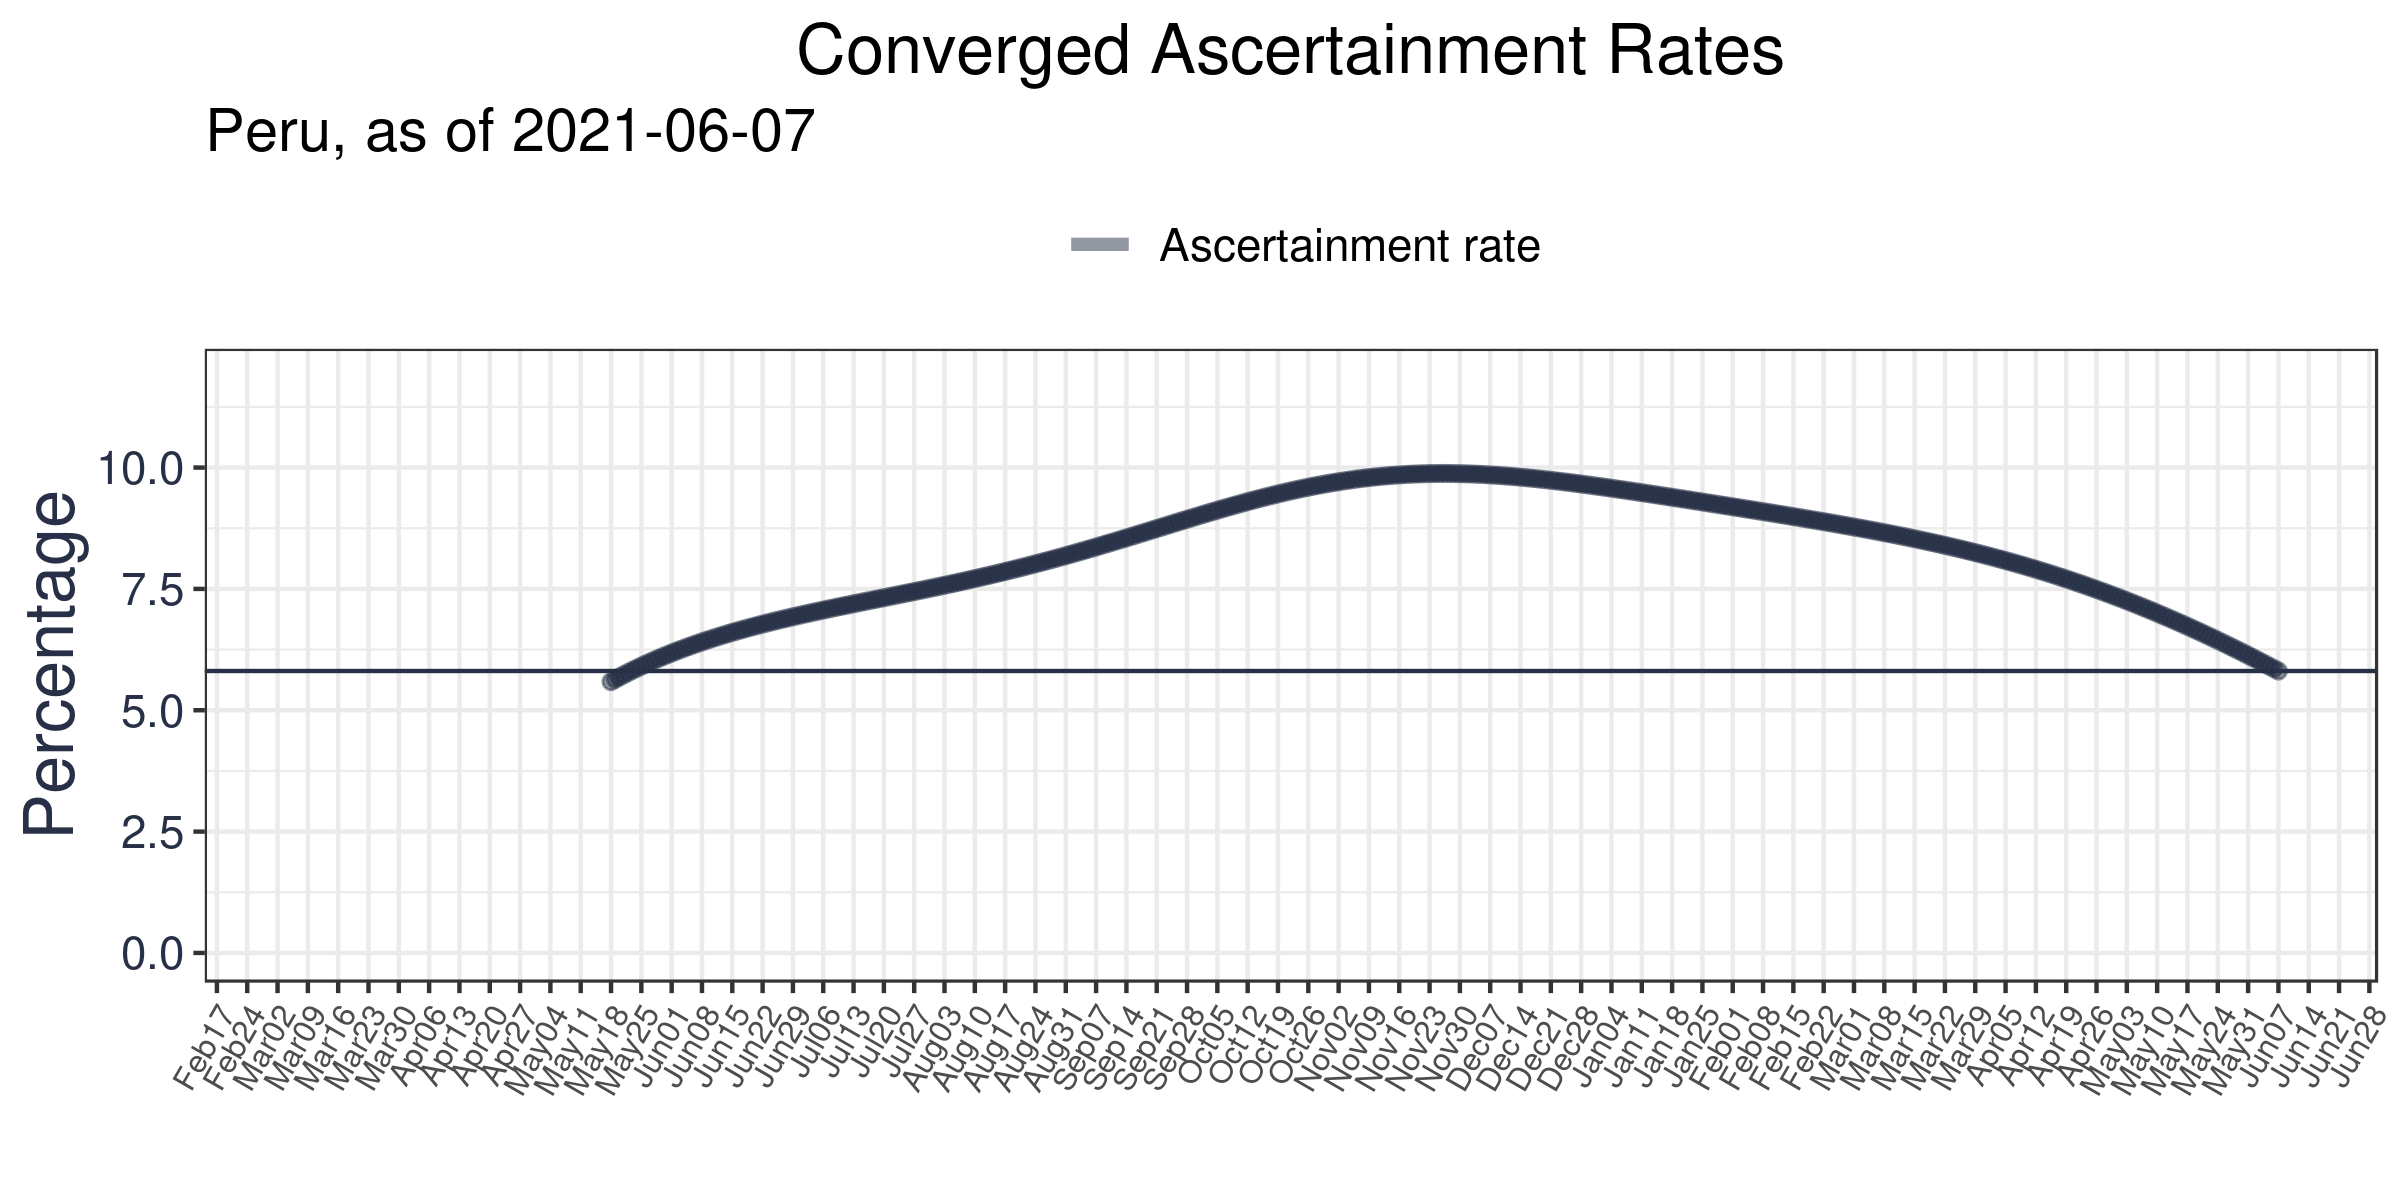 Converged Ascertainment Rates
Peru, as of 2021-06-07
Ascertainment rate
Percentage
10.0
7.5
5.0
2.5
0.0
Feb17
Feb24
Mar02
Mar09
Mar16
Mar23
Mar30
Apr06
Apr13
Apr20
Apr27
May04
May11
May18
May25
Jun01
Jun08
Jun15
Jun22
Jun29
Jul06
Jul13
Jul20
Jul27
Aug03
Aug10
Aug17
Aug24
Aug31
Sep07
Sep14
Sep21
Sep28
Oct05
Oct12
Oct19
Oct26
Nov02
Nov09
Nov16
Nov23
Nov30
Dec07
Dec14
Dec21
Dec28
Jan04
Jan11
Jan18
Jan25
Feb01
Feb08
Feb15
Feb22
Mar01
Mar08
Mar15
Mar22
Mar29
Apr05
Apr12
Apr19
Apr26
May03
May10
May17
May24
May31
Jun07
Jun14
Jun21
Jun28